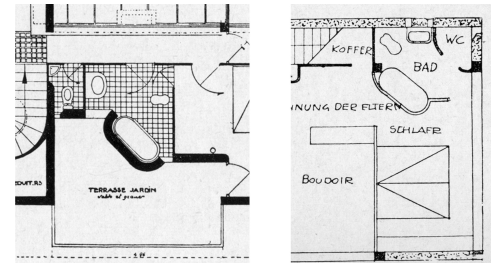 TERRASSE JARDIN
KOFFER
WC
BAD
NUNG DER ELTERN
SCHLAFR
BOUDOIR